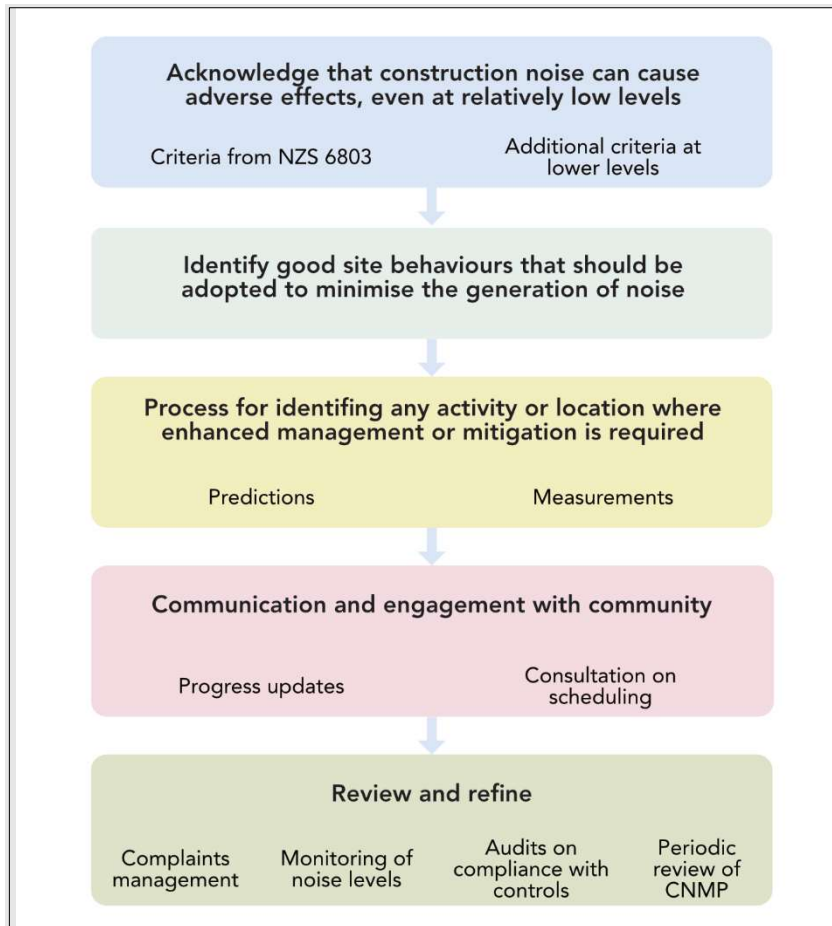 Acknowledge that construction noise can cause
adverse effects, even at relatively low levels
Criteria from NZS 6803
Additional criteria at
lower levels
Identify good site behaviours that should be
adopted to minimise the generation of noise
Process for identifing any activity or location where
enhanced management or mitigation is required
Predictions
Measurements
Communication and engagement with community
Progress updates
Consultation on
scheduling
Review and refine
Complaints
management
Monitoring of
noise levels
Audits on
compliance with
controls
Periodic
review of
CNMP